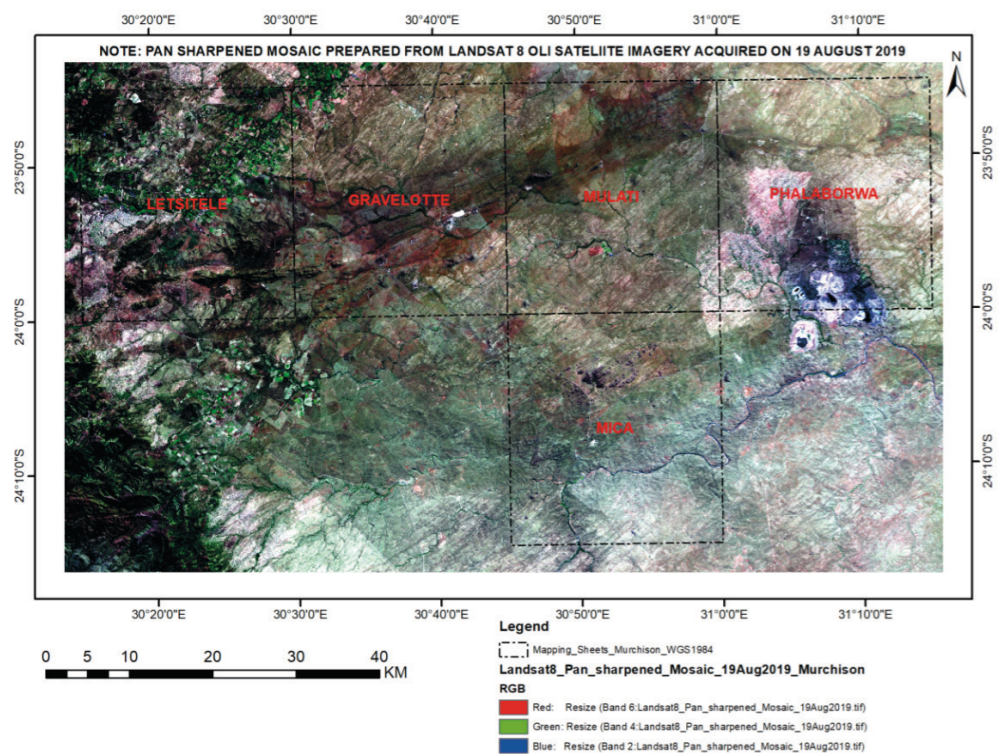 30°20'0"E 30°30'0"E 30°40'0"E 30°50'0"E 31°0'0"E 31°10'0"E
NOTE: PAN SHARPENED MOSAIC PREPARED FROM LANDSAT 8 OLI SATELIITE IMAGERY ACQUIRED ON 19 AUGUST 2019
N
23°50'0"S
23°50'0"S
LETSITELE GRAVELOTTE MULATI PHALABORWA
24°0'0"S
24°0'0"S
MICA
24°10'0"S
24°10'0"S
30°20'0"E 30°30'0"E 30°40'0"E 30°50'0"E 31°0'0"E 31°10'0"E
0 5 10 20 30 40
KM
Legend
Mapping_Sheets_Murchison_WGS1984
Landsat8_Pan_sharpened_Mosaic_19Aug2019_Murchison
RGB
Red: Resize (Band 6:Landsat8_Pan_sharpened_Mosaic_19Aug2019.tif)
Green: Resize (Band 4:Landsat8_Pan_sharpened_Mosaic_19Aug2019.tif)
Blue: Resize (Band 2:Landsat8_Pan_sharpened_Mosaic_19Aug2019.tif)